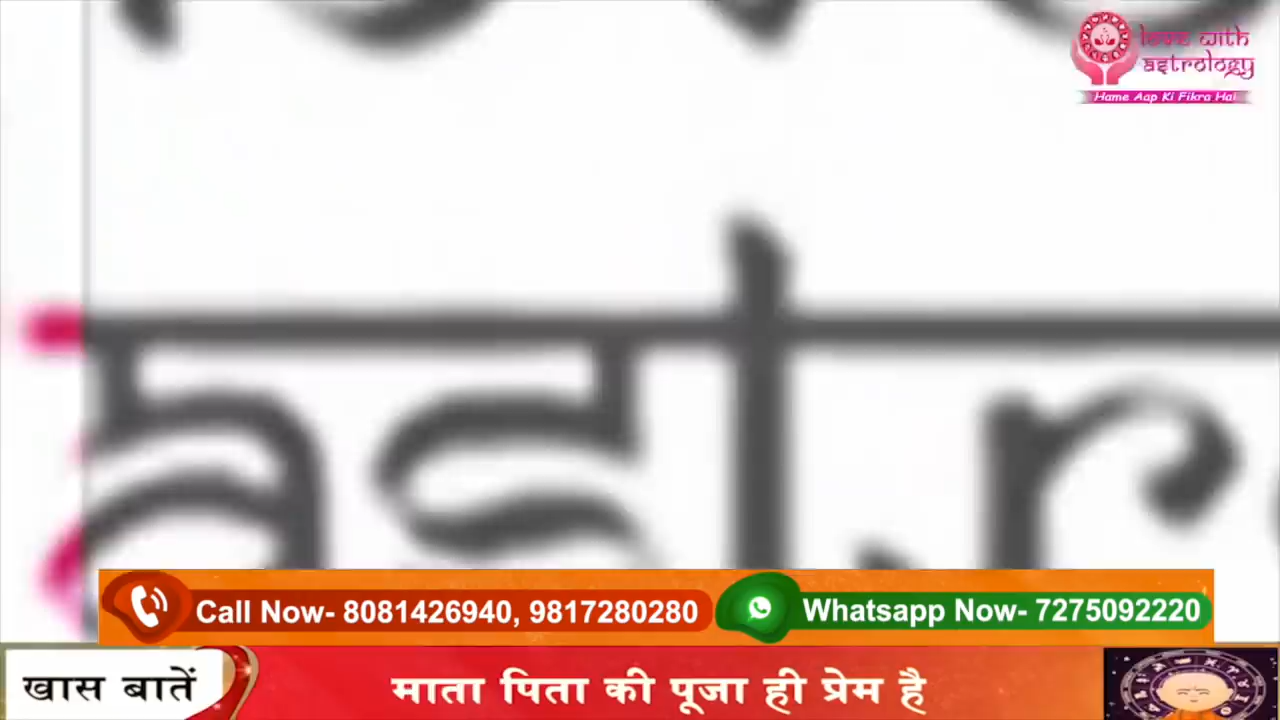 love with
astrology
Hame Aap Ki Fikra Hai
Call Now- 8081426940, 9817280280
Whatsapp Now- 7275092220
खास बातें
माता पिता की पूजा ही प्रेम है